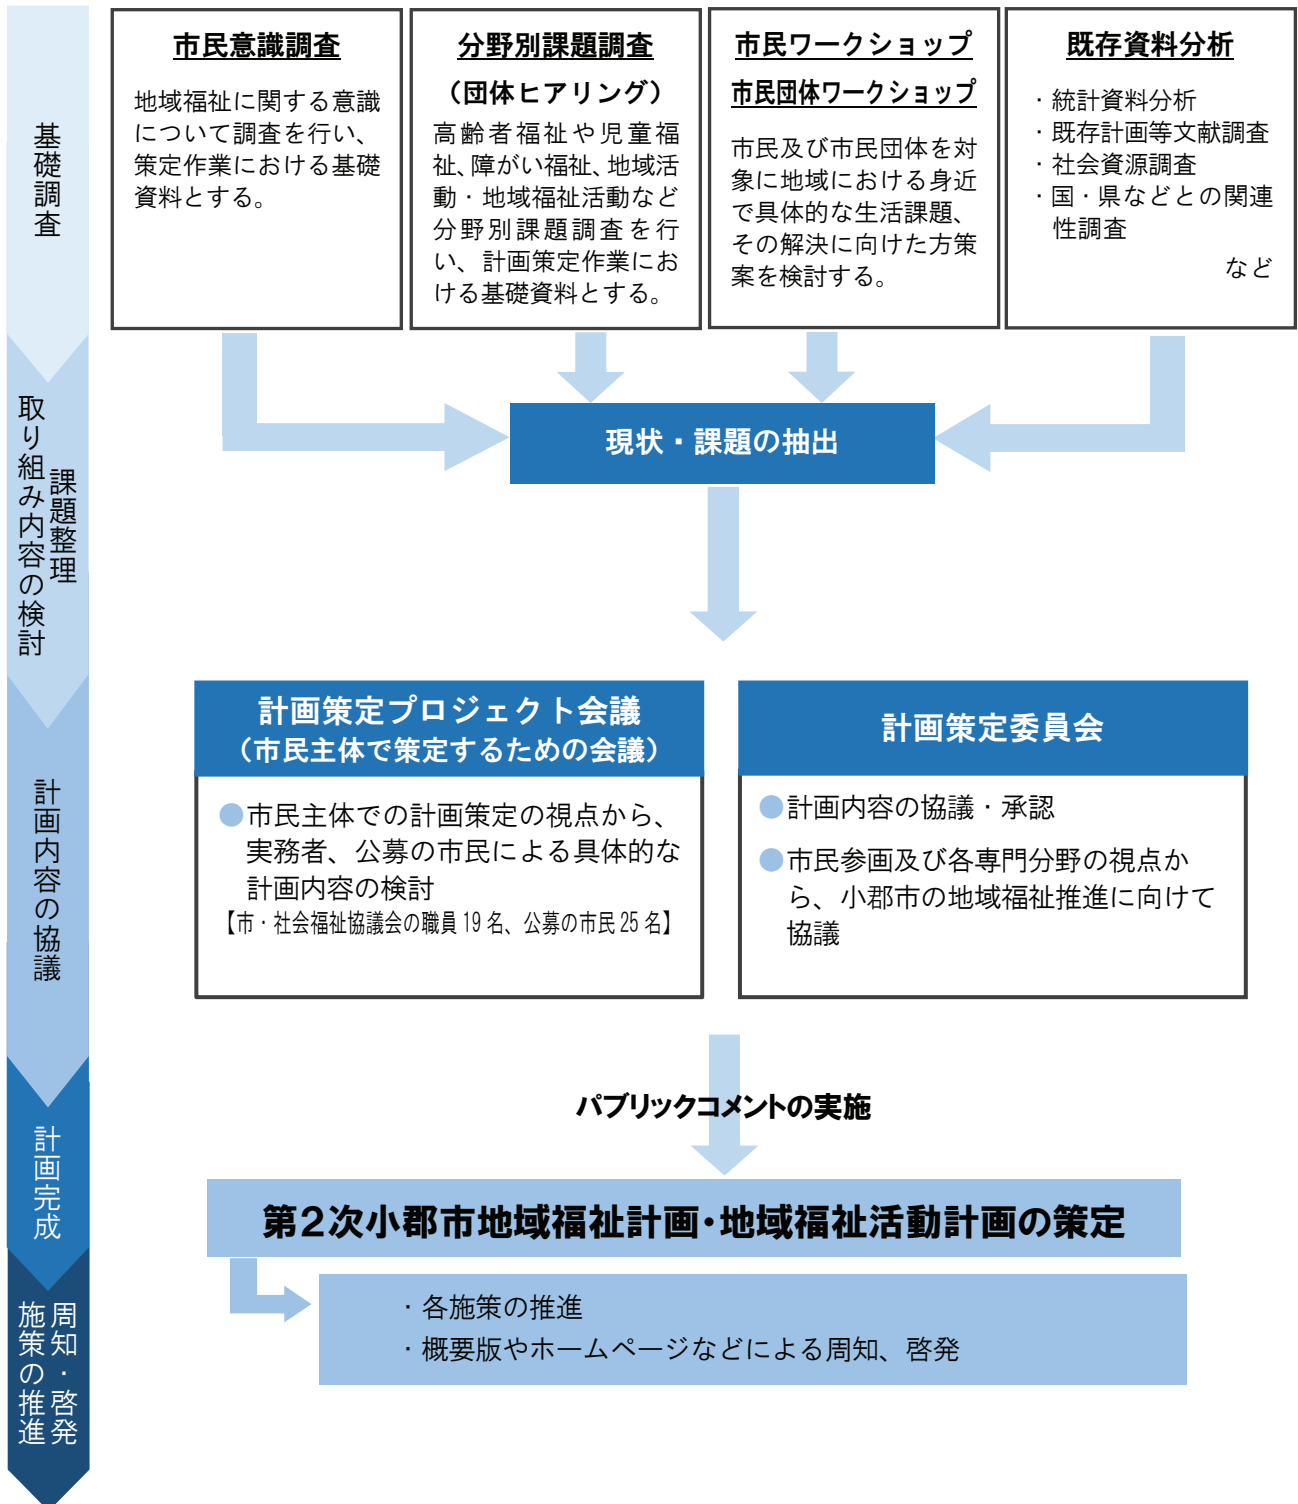 基礎調査
市民意識調査
地域福祉に関する意識
について調査を行い、
策定作業における基礎
資料とする。
分野別課題調査
（団体ヒアリング）
高齢者福祉や児童福
祉、障がい福祉、地域活
動・地域福祉活動など
分野別課題調査を行
い、計画策定作業にお
ける基礎資料とする。
市民ワークショップ
市民団体ワークショップ
市民及び市民団体を対
象に地域における身近
で具体的な生活課題、
その解決に向けた方策
案を検討する。
既存資料分析
・統計資料分析
・既存計画等文献調査
・社会資源調査
・国・県などとの関連
性調査
など
課題整理
取り組み内容の検討
現状・課題の抽出
計画内容の協議
計画策定プロジェクト会議
（市民主体で策定するための会議）
●市民主体での計画策定の視点から、
実務者、公募の市民による具体的な
計画内容の検討
【市・社会福祉協議会の職員19名、公募の市民25名】
計画策定委員会
●計画内容の協議・承認
●市民参画及び各専門分野の視点か
ら、小郡市の地域福祉推進に向けて
協議
パブリックコメントの実施
計画完成
第2次小郡市地域福祉計画・地域福祉活動計画の策定
周知・啓発
施策の推進
・各施策の推進
・概要版やホームページなどによる周知、啓発